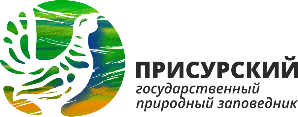 ПРИСУРСКИЙ
государственный
природный заповедник